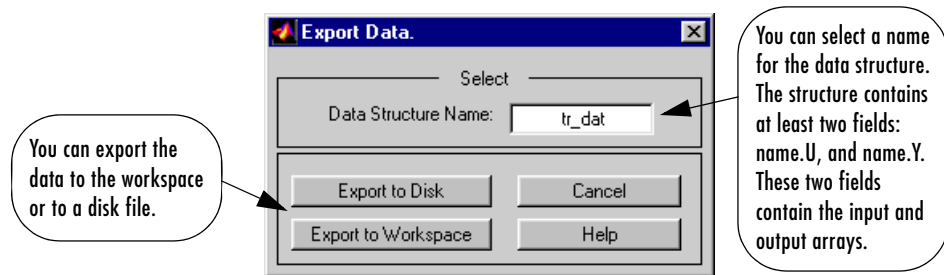 Export Data.
Select
Data Structure Name: tr_dat
Export to Disk Cancel
Export to Workspace Help
You can export the
data to the workspace
or to a disk file.
You can select a name
for the data structure.
The structure contains
at least two fields:
name.U, and name.Y.
These two fields
contain the input and
output arrays.